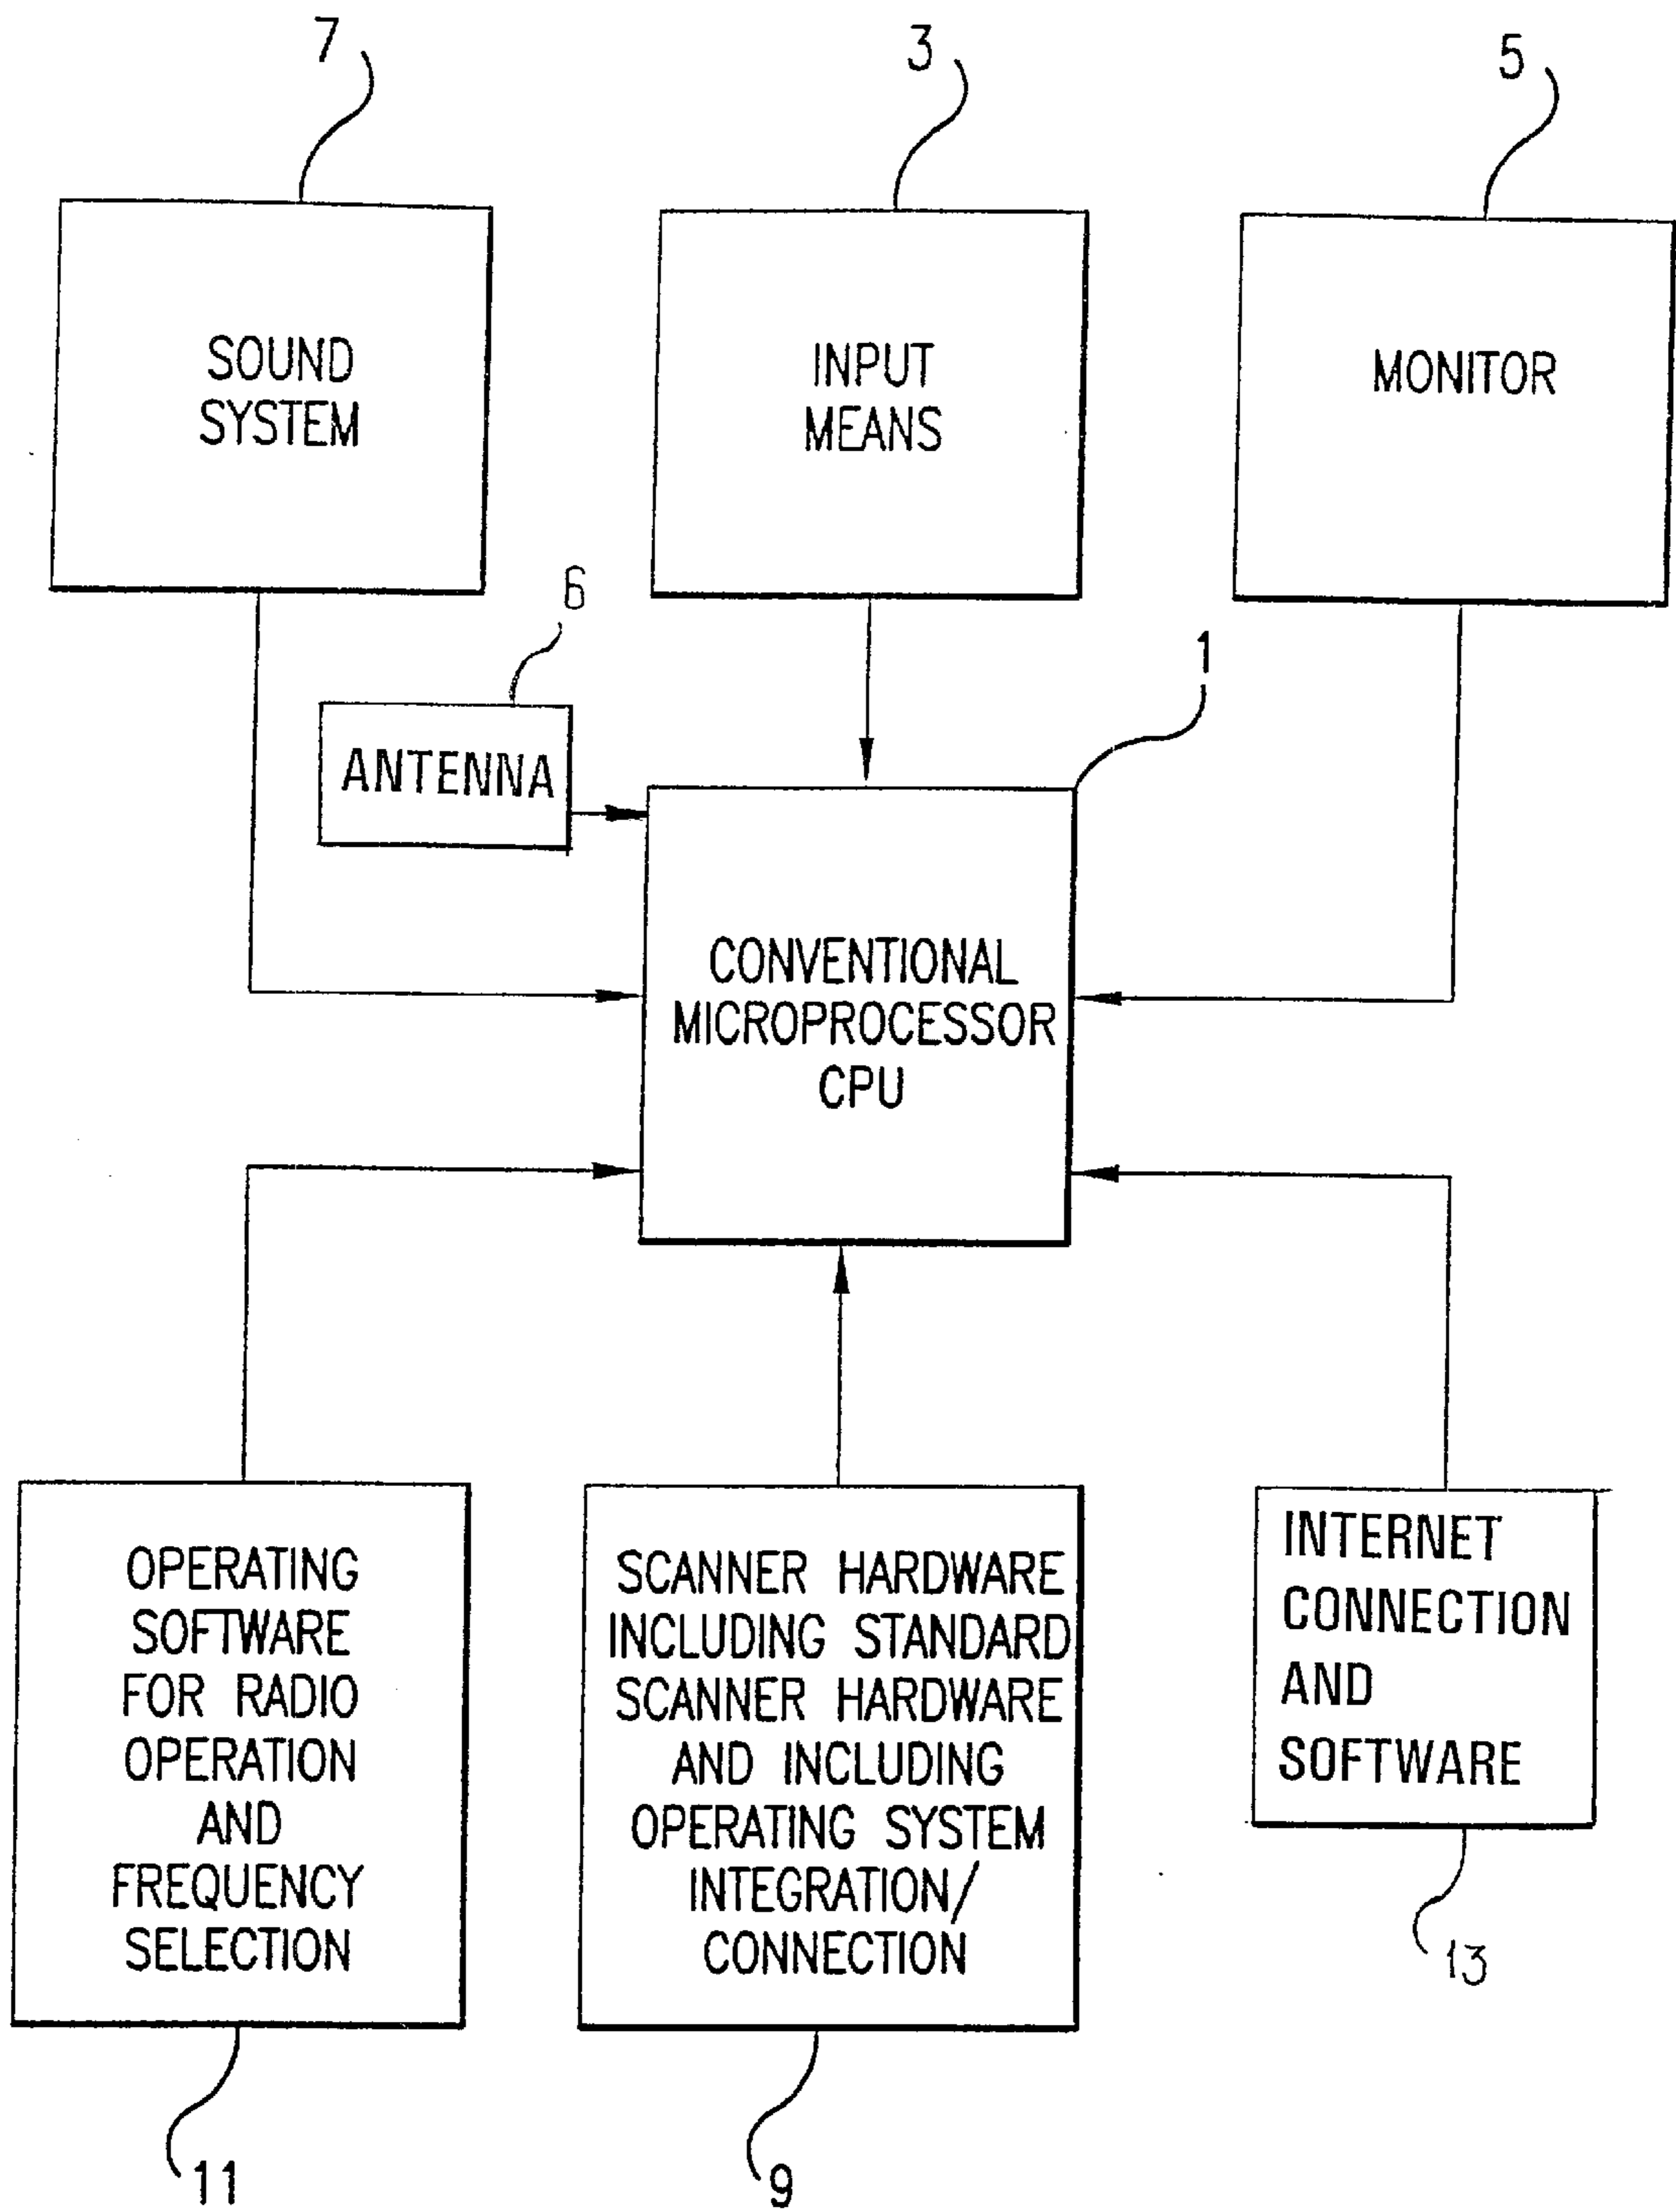 7
3
5
SOUND
SYSTEM
INPUT
MEANS
MONITOR
6
ANTENNA
1
CONVENTIONAL
MICROPROCESSOR
CPU
OPERATING
SOFTWARE
FOR RADIO
OPERATION
AND
FREQUENCY
SELECTION
SCANNER HARDWARE
INCLUDING STANDARD
SCANNER HARDWARE
AND INCLUDING
OPERATING SYSTEM
INTEGRATION/
CONNECTION
INTERNET
CONNECTION
AND
SOFTWARE
13
11
9